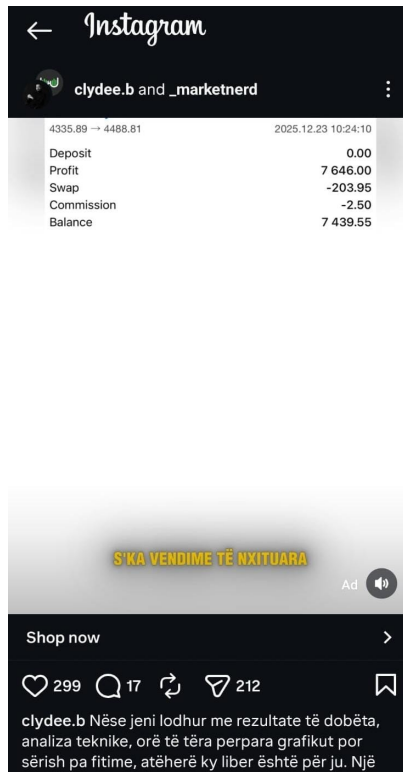 Instagram
clydee.b and _marketnerd
4335.89 → 4488.81 2025.12.23 10:24:10
Deposit 0.00
Profit 7 646.00
Swap -203.95
Commission -2.50
Balance 7 439.55
S'KA VENDIME TË NXITUARA
Ad
Shop now
299 17 212
clydee.b Nëse jeni lodhur me rezultate të dobëta,
analiza teknike, orë të tëra perpara grafikut por
sërish pa fitime, atëherë ky liber është për ju. Një